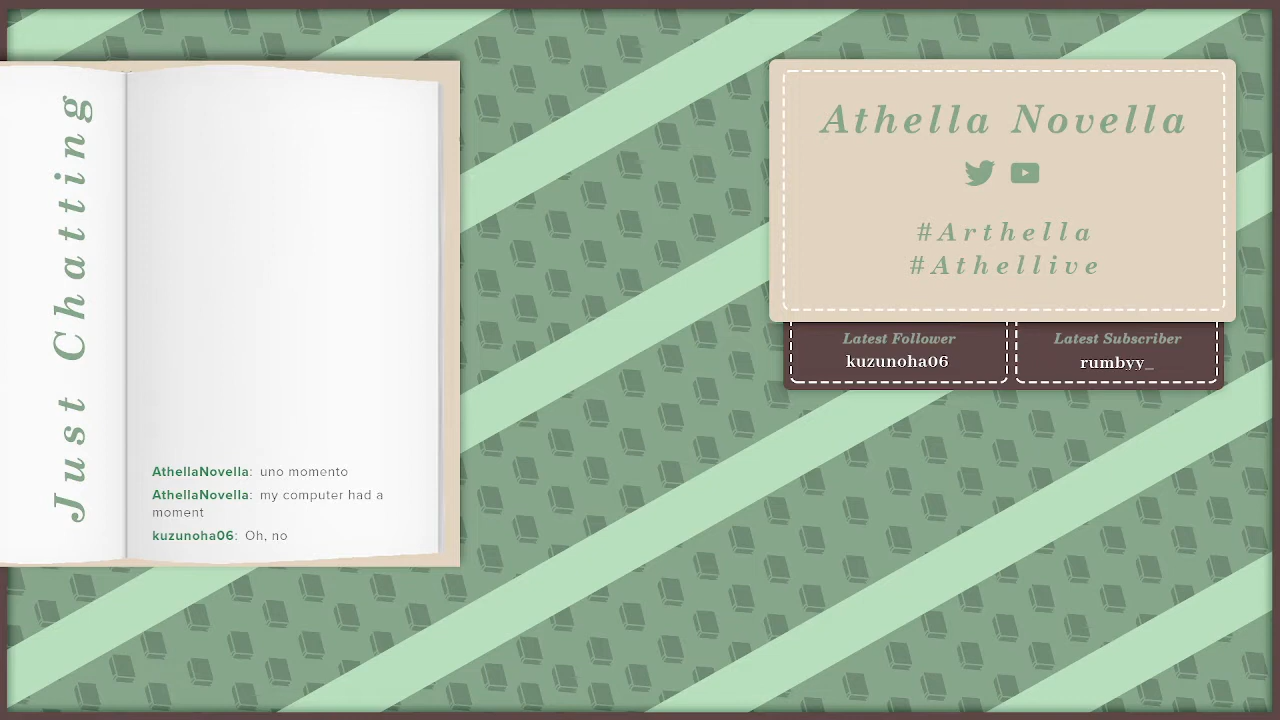 Just Chatting
AthellaNovella: uno momento
AthellaNovella: my computer had a
moment
kuzunoha06: Oh, no
Athella Novella
#Arthella
#Athellive
Latest Follower
kuzunoha06
Latest Subscriber
rumbyy_